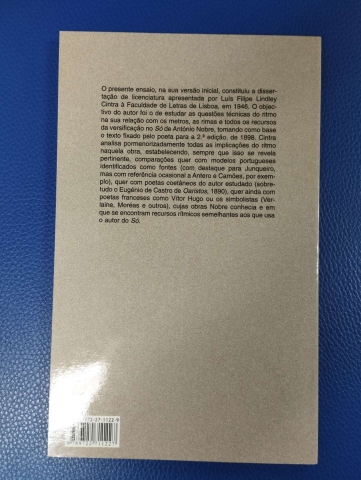 O presente ensaio, na sua versão inicial, constituiu a disser-
tação de licenciatura apresentada por Luís Filipe Lindley
Cintra à Faculdade de Letras de Lisboa, em 1946. O objec-
tivo do autor foi o de estudar as questões técnicas do ritmo
na sua relação com os metros, as rimas e todos os recursos
da versificação no Só de António Nobre, tomando como base
o texto fixado pelo poeta para a 2.ª edição, de 1898. Cintra
analisa pormenorizadamente todas as implicações do ritmo
naquela obra, estabelecendo, sempre que isso se revele
pertinente, comparações quer com modelos portugueses
identificados como fontes (com destaque para Junqueiro,
mas com referência ocasional a Antero e Camões, por exem-
plo), quer com poetas coetâneos do autor estudado (sobre-
tudo o Eugénio de Castro de Oaristos, 1890), quer ainda com
poetas franceses como Vítor Hugo ou os simbolistas (Ver-
laine, Moréas e outros), cujas obras Nobre conhecia e em
que se encontram recursos rítmicos semelhantes aos que usa
o autor do Só.